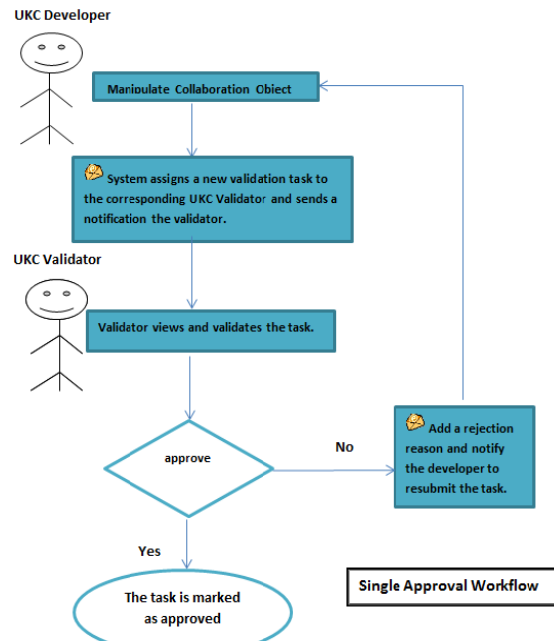 UKC Developer
Manipulate Collaboration Object
System assigns a new validation task to
the corresponding UKC Validator and sends a
notification the validator.
UKC Validator
Validator views and validates the task.
approve
No
Add a rejection
reason and notify
the developer to
resubmit the task.
Yes
The task is marked
as approved
Single Approval Workflow